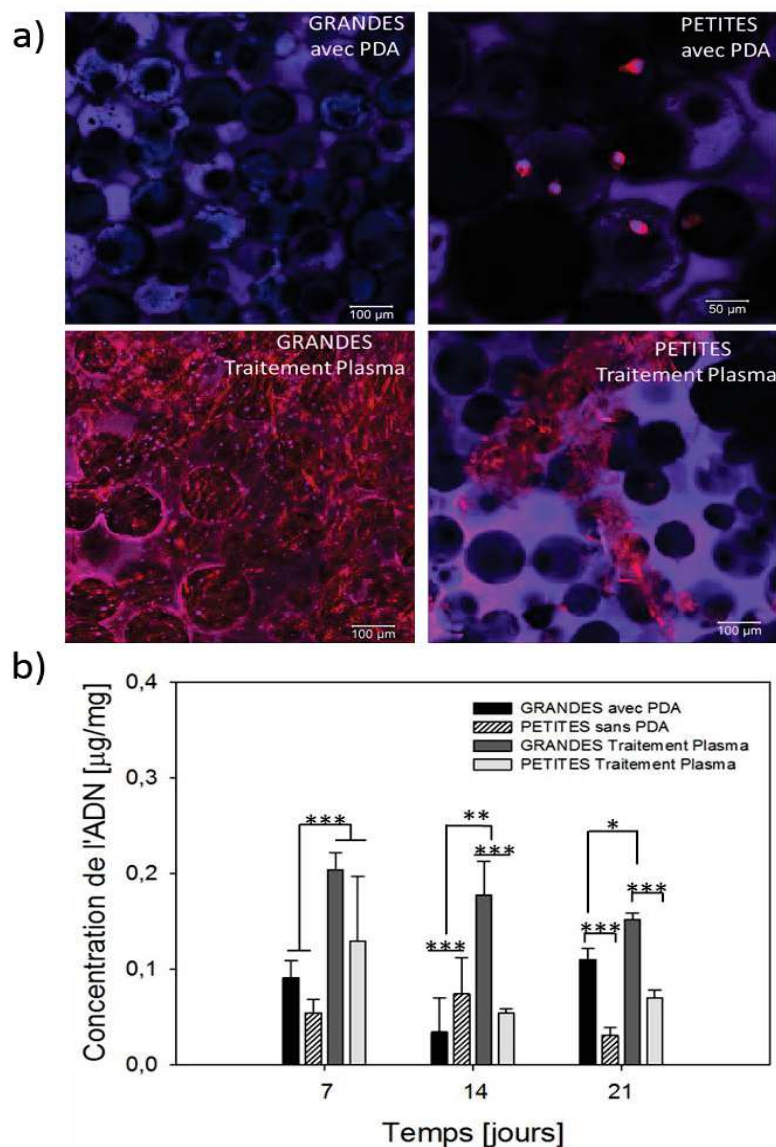 a)
GRANDES
avec PDA
100 µm
PETITES
avec PDA
50 µm
GRANDES
Traitement Plasma
100 µm
PETITES
Traitement Plasma
100 µm
b)
Concentration de l'ADN [µg/mg]
0,4
0,3
0,2
0,1
0,0
GRANDES avec PDA
PETITES sans PDA
GRANDES Traitement Plasma
PETITES Traitement Plasma
***
**
***
***
*
***
***
7 14 21
Temps [jours]